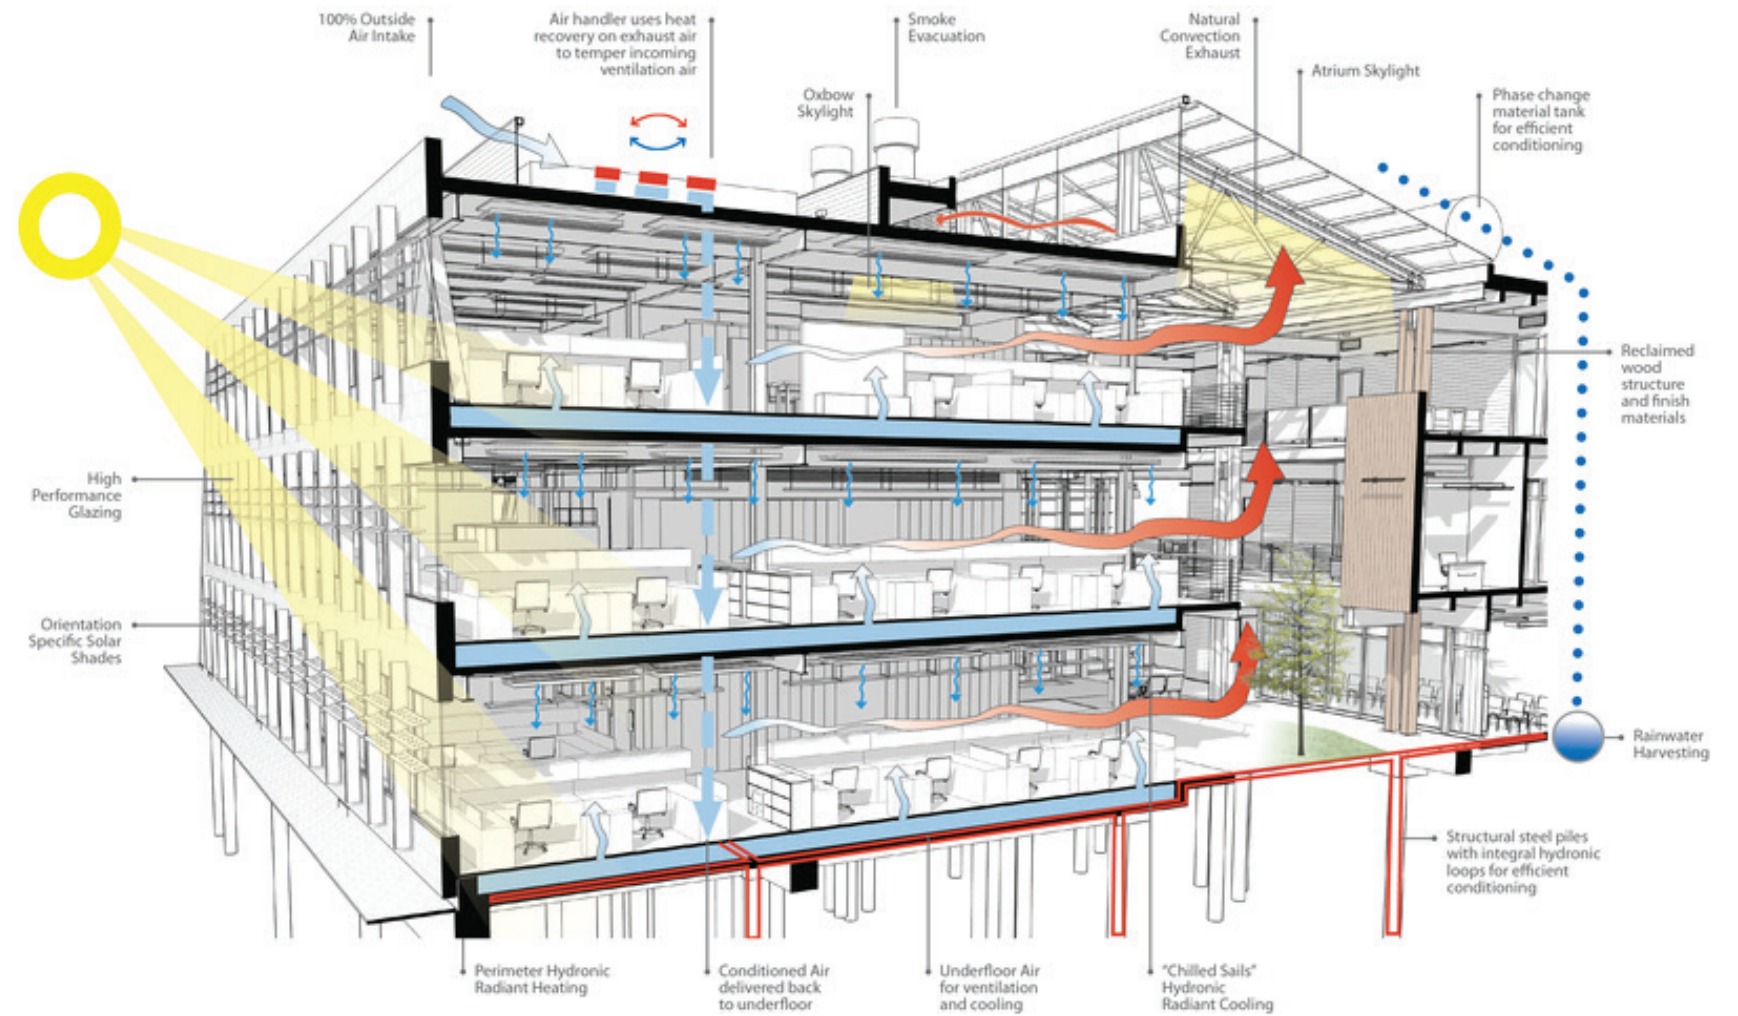 100% Outside
Air Intake
Air handler uses heat
recovery on exhaust air
to temper incoming
ventilation air
Smoke
Evacuation
Natural
Convection
Exhaust
Atrium Skylight
Oxbow
Skylight
Phase change
material tank
for efficient
conditioning
Reclaimed
wood
structure
and finish
materials
High
Performance
Glazing
Orientation
Specific Solar
Shades
Rainwater
Harvesting
Structural steel piles
with integral hydronic
loops for efficient
conditioning
Perimeter Hydronic
Radiant Heating
Conditioned Air
delivered back
to underfloor
Underfloor Air
for ventilation
and cooling
"Chilled Sails"
Hydronic
Radiant Cooling